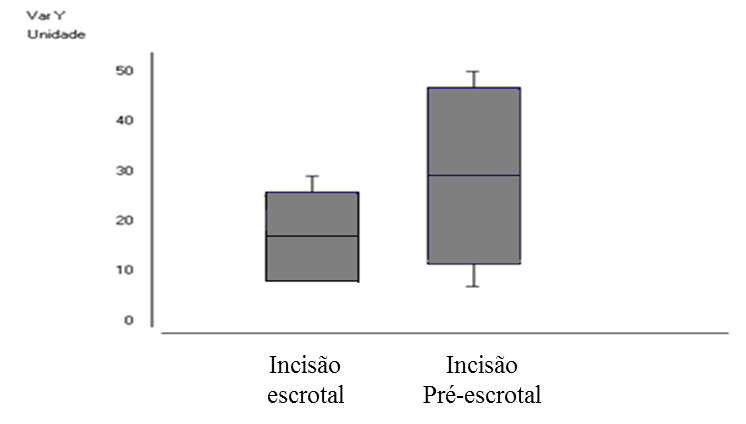 Var Y
Unidade
50
40
30
20
10
0
Incisão
escrotal
Incisão
Pré-escrotal